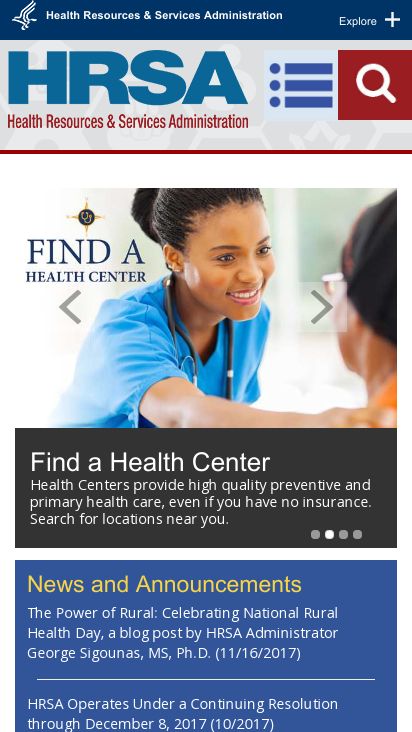 Health Resources & Services Administration
Explore
HRSA
Health Resources & Services Administration
FIND A
HEALTH CENTER
Find a Health Center
Health Centers provide high quality preventive and
primary health care, even if you have no insurance.
Search for locations near you.
News and Announcements
The Power of Rural: Celebrating National Rural
Health Day, a blog post by HRSA Administrator
George Sigounas, MS, Ph.D. (11/16/2017)
HRSA Operates Under a Continuing Resolution
through December 8, 2017 (10/2017)